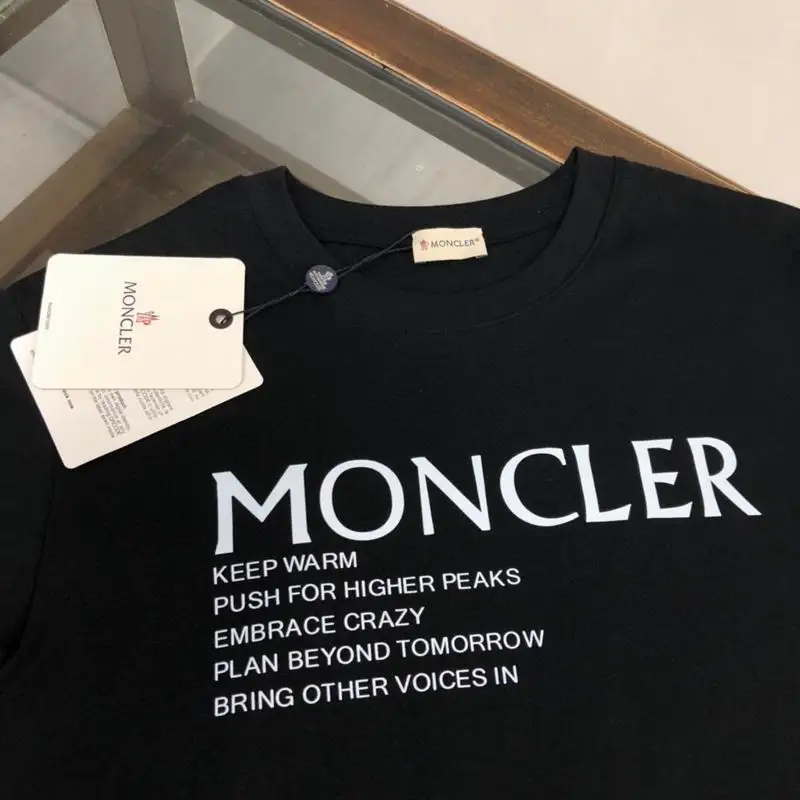 MONCLER
MONCLER
MONCLER
KEEP WARM
PUSH FOR HIGHER PEAKS
EMBRACE CRAZY
PLAN BEYOND TOMORROW
BRING OTHER VOICES IN